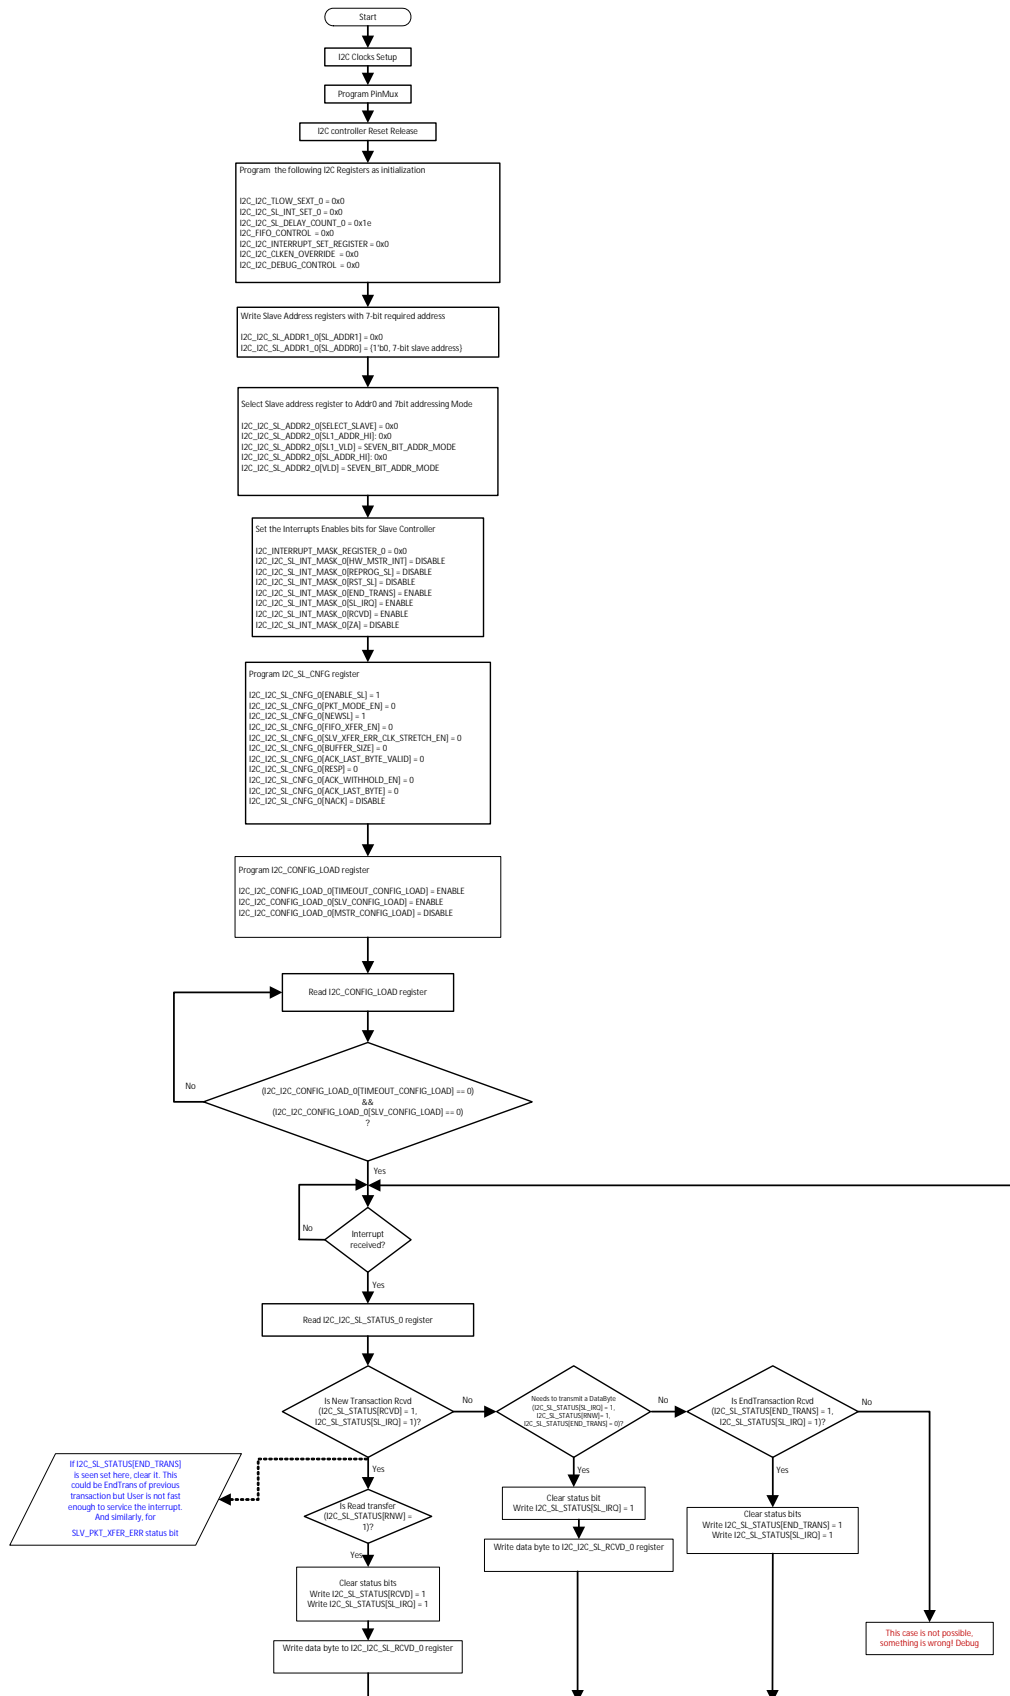 Start
I2C Clocks Setup
Program PinMux
I2C controller Reset Release
Program the following I2C Registers as initialization
I2C_I2C_TLOW_SEXT_0 = 0x0
I2C_I2C_SL_INT_SET_0 = 0x0
I2C_I2C_SL_DELAY_COUNT_0 = 0x1e
I2C_FIFO_CONTROL = 0x0
I2C_I2C_INTERRUPT_SET_REGISTER = 0x0
I2C_I2C_CLKEN_OVERRIDE = 0x0
I2C_I2C_DEBUG_CONTROL = 0x0
Write Slave Address registers with 7-bit required address
I2C_I2C_SL_ADDR1_0[SL_ADDR1] = 0x0
I2C_I2C_SL_ADDR1_0[SL_ADDR0] = {1'b0, 7-bit slave address}
Select Slave address register to Addr0 and 7bit addressing Mode
I2C_I2C_SL_ADDR2_0[SELECT_SLAVE] = 0x0
I2C_I2C_SL_ADDR2_0[SL1_ADDR_HI]: 0x0
I2C_I2C_SL_ADDR2_0[SL1_VLD] = SEVEN_BIT_ADDR_MODE
I2C_I2C_SL_ADDR2_0[SL_ADDR_HI]: 0x0
I2C_I2C_SL_ADDR2_0[VLD] = SEVEN_BIT_ADDR_MODE
Set the Interrupts Enables bits for Slave Controller
I2C_INTERRUPT_MASK_REGISTER_0 = 0x0
I2C_I2C_SL_INT_MASK_0[HW_MSTR_INT] = DISABLE
I2C_I2C_SL_INT_MASK_0[REPROG_SL] = DISABLE
I2C_I2C_SL_INT_MASK_0[RST_SL] = DISABLE
I2C_I2C_SL_INT_MASK_0[END_TRANS] = ENABLE
I2C_I2C_SL_INT_MASK_0[SL_IRQ] = ENABLE
I2C_I2C_SL_INT_MASK_0[RCVD] = ENABLE
I2C_I2C_SL_INT_MASK_0[ZA] = DISABLE
Program I2C_SL_CNFG register
I2C_I2C_SL_CNFG_0[ENABLE_SL] = 1
I2C_I2C_SL_CNFG_0[PKT_MODE_EN] = 0
I2C_I2C_SL_CNFG_0[NEWSL] = 1
I2C_I2C_SL_CNFG_0[FIFO_XFER_EN] = 0
I2C_I2C_SL_CNFG_0[SLV_XFER_ERR_CLK_STRETCH_EN] = 0
I2C_I2C_SL_CNFG_0[BUFFER_SIZE] = 0
I2C_I2C_SL_CNFG_0[ACK_LAST_BYTE_VALID] = 0
I2C_I2C_SL_CNFG_0[RESP] = 0
I2C_I2C_SL_CNFG_0[ACK_WITHHOLD_EN] = 0
I2C_I2C_SL_CNFG_0[ACK_LAST_BYTE] = 0
I2C_I2C_SL_CNFG_0[NACK] = DISABLE
Program I2C_CONFIG_LOAD register
I2C_I2C_CONFIG_LOAD_0[TIMEOUT_CONFIG_LOAD] = ENABLE
I2C_I2C_CONFIG_LOAD_0[SLV_CONFIG_LOAD] = ENABLE
I2C_I2C_CONFIG_LOAD_0[MSTR_CONFIG_LOAD] = DISABLE
Read I2C_CONFIG_LOAD register
No
(I2C_I2C_CONFIG_LOAD_0[TIMEOUT_CONFIG_LOAD] == 0)
&&
(I2C_I2C_CONFIG_LOAD_0[SLV_CONFIG_LOAD] == 0)
?
Yes
No
Interrupt
received?
Yes
Read I2C_I2C_SL_STATUS_0 register
Is New Transaction Rcvd
(I2C_SL_STATUS[RCVD] = 1,
I2C_SL_STATUS[SL_IRQ] = 1)?
No
Needs to transmit a DataByte
(I2C_SL_STATUS[SL_IRQ] = 1,
I2C_SL_STATUS[RNW]= 1,
I2C_SL_STATUS[END_TRANS] = 0)?
No
Is EndTransaction Rcvd
(I2C_SL_STATUS[END_TRANS] = 1,
I2C_SL_STATUS[SL_IRQ] = 1)?
No
If I2C_SL_STATUS[END_TRANS]
is seen set here, clear it. This
could be EndTrans of previous
transaction but User is not fast
enough to service the interrupt.
And similarly, for
SLV_PKT_XFER_ERR status bit
Yes
Is Read transfer
(I2C_SL_STATUS[RNW] =
1)?
Yes
Clear status bits
Write I2C_SL_STATUS[RCVD] = 1
Write I2C_SL_STATUS[SL_IRQ] = 1
Write data byte to I2C_I2C_SL_RCVD_0 register
Yes
Clear status bit
Write I2C_SL_STATUS[SL_IRQ] = 1
Write data byte to I2C_I2C_SL_RCVD_0 register
Yes
Clear status bits
Write I2C_SL_STATUS[END_TRANS] = 1
Write I2C_SL_STATUS[SL_IRQ] = 1
This case is not possible,
something is wrong! Debug